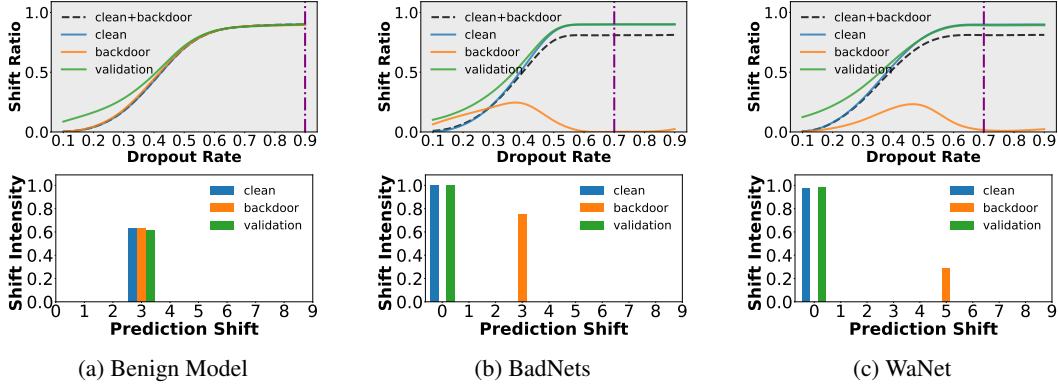 Shift Ratio
1.0
0.5
0.0
clean+backdoor
clean
backdoor
validation
0.1 0.2 0.3 0.4 0.5 0.6 0.7 0.8 0.9
Dropout Rate
Shift Ratio
1.0
0.5
0.0
clean+backdoor
clean
backdoor
validation
0.1 0.2 0.3 0.4 0.5 0.6 0.7 0.8 0.9
Dropout Rate
Shift Ratio
1.0
0.5
0.0
clean+backdoor
clean
backdoor
validation
0.1 0.2 0.3 0.4 0.5 0.6 0.7 0.8 0.9
Dropout Rate
Shift Intensity
1.0
0.8
0.6
0.4
0.2
0.0
clean
backdoor
validation
0 1 2 3 4 5 6 7 8 9
Prediction Shift
Shift Intensity
1.0
0.8
0.6
0.4
0.2
0.0
clean
backdoor
validation
0 1 2 3 4 5 6 7 8 9
Prediction Shift
Shift Intensity
1.0
0.8
0.6
0.4
0.2
0.0
clean
backdoor
validation
0 1 2 3 4 5 6 7 8 9
Prediction Shift
(a) Benign Model
(b) BadNets
(c) WaNet